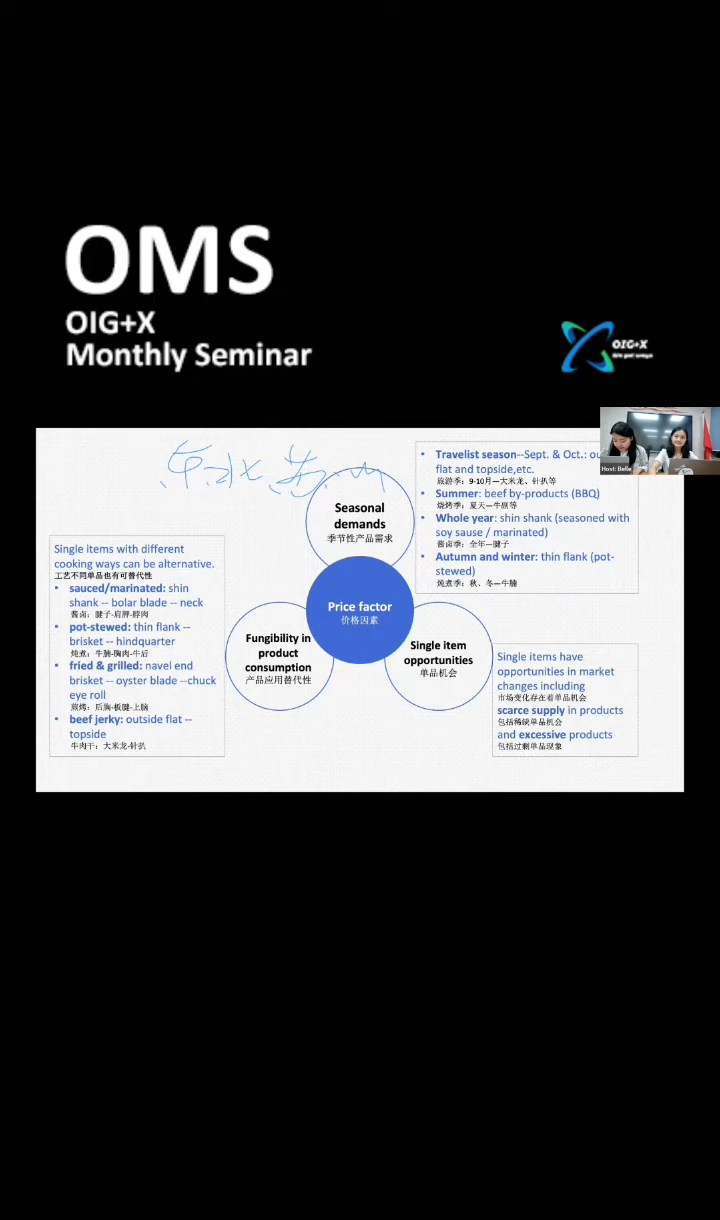 OMS
OIG+X
Monthly Seminar
OIG+X
Host: Belle
Seasonal
demands
季节性产品需求
Travelist season--Sept. & Oct.:
flat and topside,etc.
旅游季：9-10月—大米龙、针扒等
Summer: beef by-products (BBQ)
烧烤季：夏天—牛副等
Whole year: shin shank (seasoned with
soy sause / marinated)
酱卤季：全年—腱子
Autumn and winter: thin flank (pot-
stewed)
炖煮季：秋、冬—牛腩
Single items with different
cooking ways can be alternative.
工艺不同单品也有可替代性
sauced/marinated: shin
shank -- bolar blade -- neck
酱卤：腱子-肩胛-脖肉
pot-stewed: thin flank --
brisket -- hindquarter
炖煮：牛腩-胸肉-牛后
fried & grilled: navel end
brisket -- oyster blade --chuck
eye roll
煎烤：后胸-板腱-上脑
beef jerky: outside flat --
topside
牛肉干：大米龙-针扒
Price factor
价格因素
Fungibility in
product
consumption
产品应用替代性
Single item
opportunities
单品机会
Single items have
opportunities in market
changes including
市场变化存在着单品机会
scarce supply in products
包括稀缺单品机会
and excessive products
包括过剩单品现象